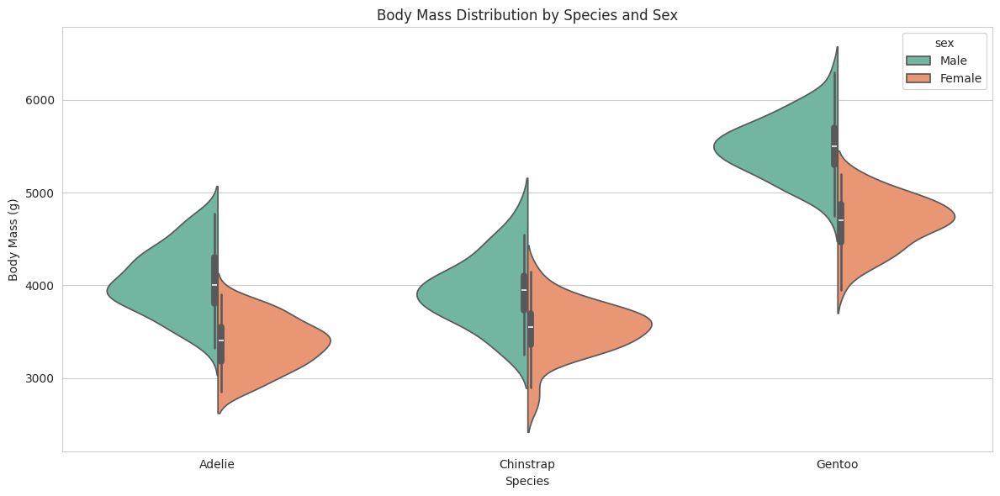 Body Mass Distribution by Species and Sex
sex
Male
Female
Body Mass (g)
6000
5000
4000
3000
Adelie
Chinstrap
Gentoo
Species